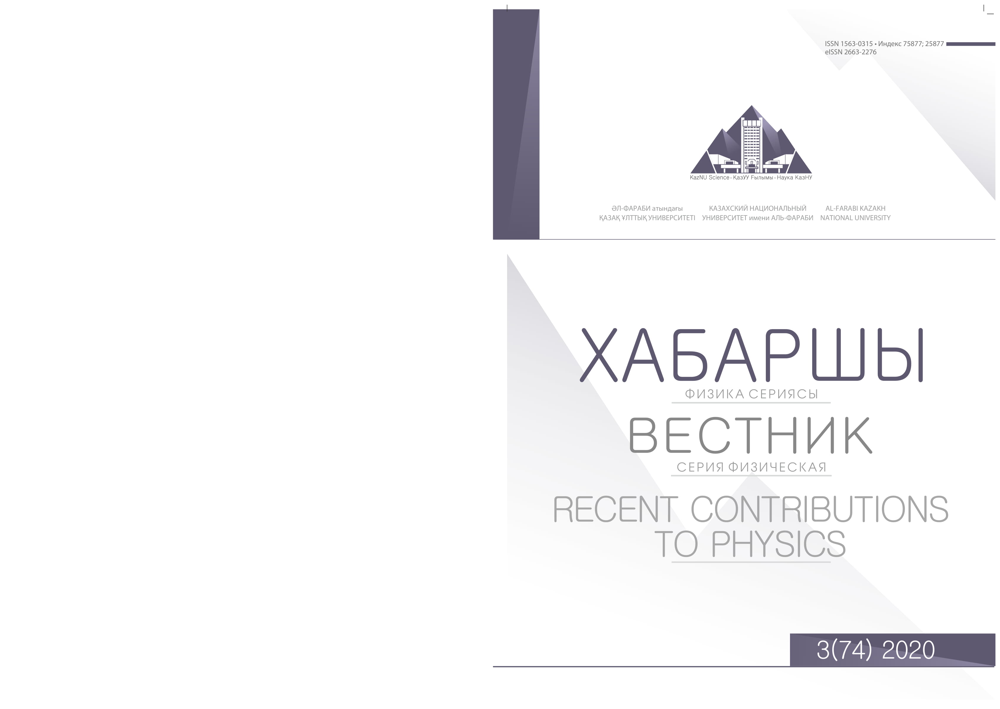 ISSN 1563-0315 • Индекс 75877; 25877
eISSN 2663-2276
KazNU Science · ҚазҰУ Ғылымы · Наука КазНУ
ӘЛ-ФАРАБИ атындағы
ҚАЗАҚ ҰЛТТЫҚ УНИВЕРСИТЕТІ
КАЗАХСКИЙ НАЦИОНАЛЬНЫЙ
УНИВЕРСИТЕТ имени АЛЬ-ФАРАБИ
AL-FARABI KAZAKH
NATIONAL UNIVERSITY
ХАБАРШЫ
ФИЗИКА СЕРИЯСЫ
ВЕСТНИК
СЕРИЯ ФИЗИЧЕСКАЯ
RECENT CONTRIBUTIONS
TO PHYSICS
3(74) 2020